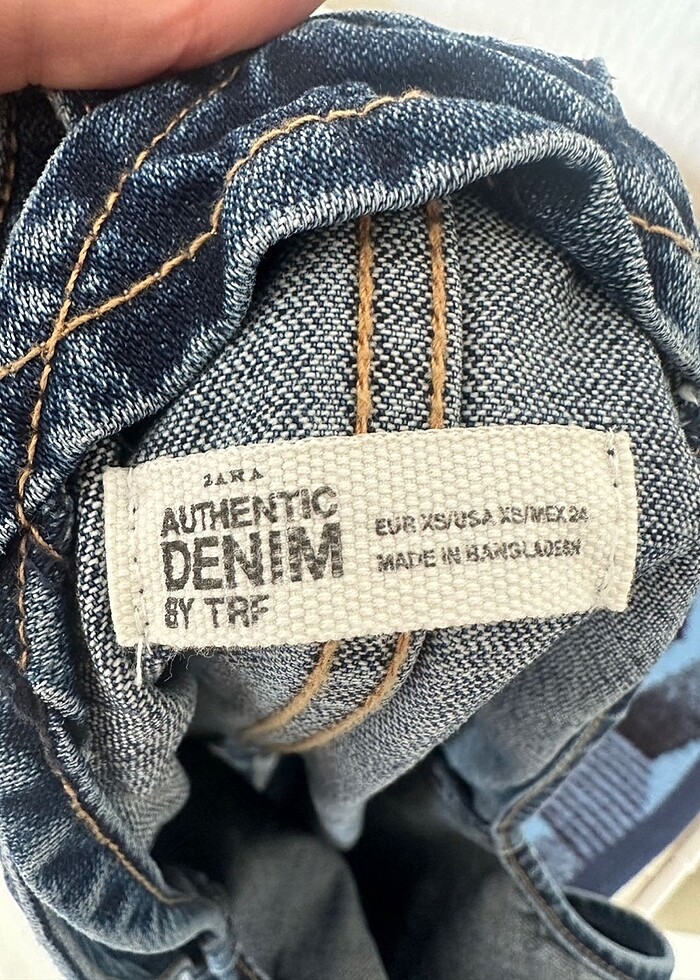 ZARA
AUTHENTIC
DENIM
BY TRF
EUR XS/USA XS/MEX 24
MADE IN BANGLADESH